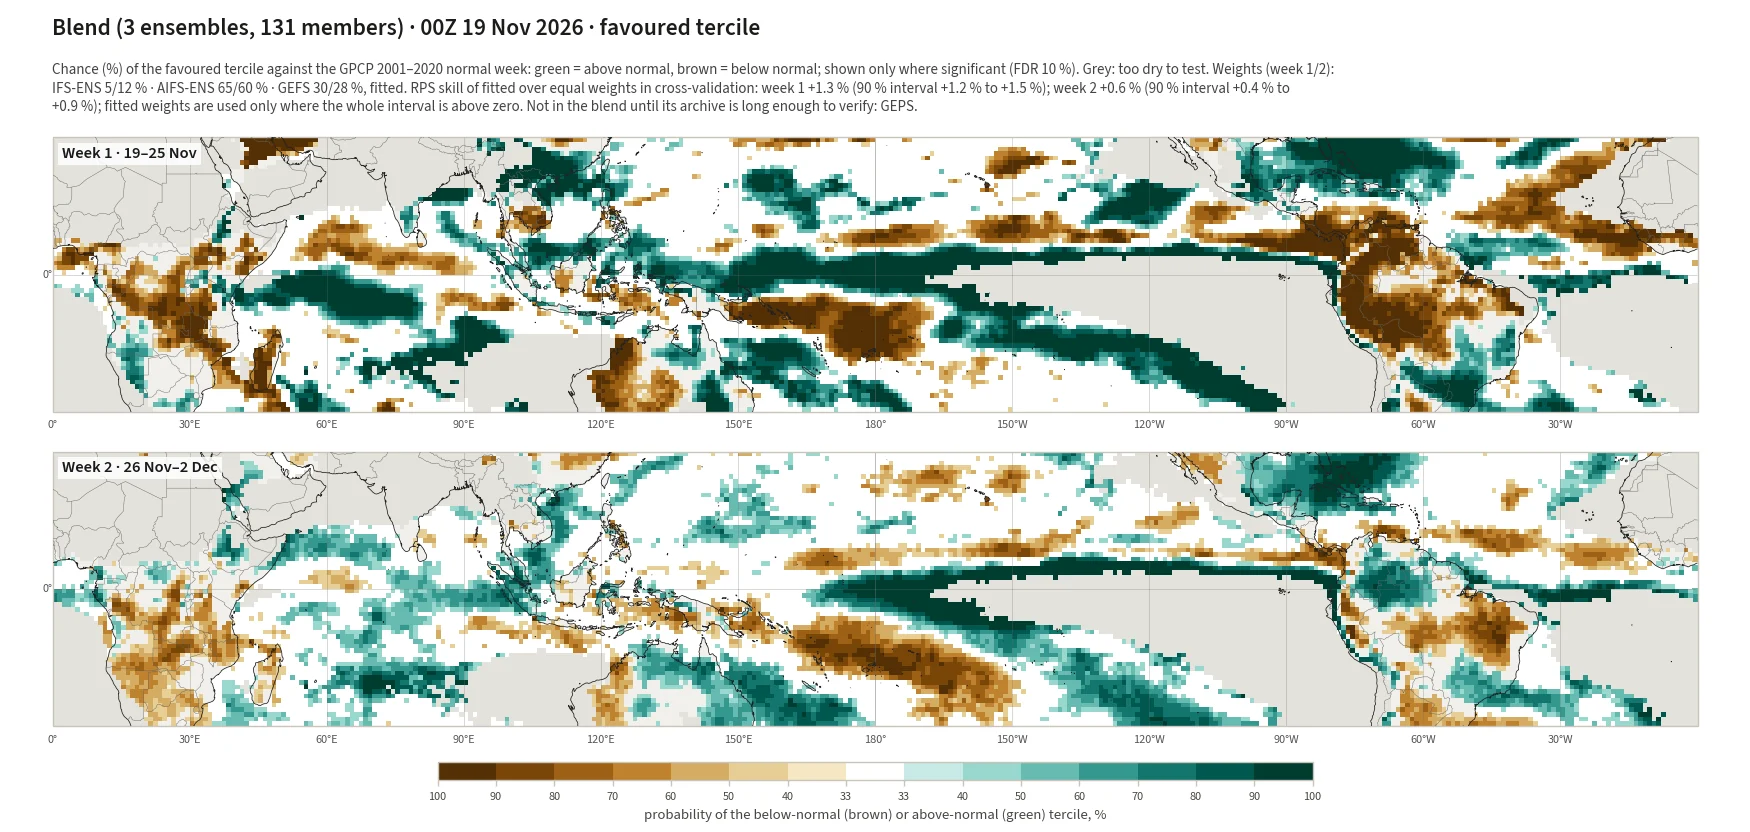 Blend (3 ensembles, 131 members) · 00Z 19 Nov 2026 · favoured tercile
Chance (%) of the favoured tercile against the GPCP 2001–2020 normal week: green = above normal, brown = below normal; shown only where significant (FDR 10 %). Grey: too dry to test. Weights (week 1/2):
IFS-ENS 5/12 % · AIFS-ENS 65/60 % · GEFS 30/28 %, fitted. RPS skill of fitted over equal weights in cross-validation: week 1 +1.3 % (90 % interval +1.2 % to +1.5 %); week 2 +0.6 % (90 % interval +0.4 % to
+0.9 %); fitted weights are used only where the whole interval is above zero. Not in the blend until its archive is long enough to verify: GEPS.
Week 1 · 19–25 Nov
0°
0° 30°E 60°E 90°E 120°E 150°E 180° 150°W 120°W 90°W 60°W 30°W
Week 2 · 26 Nov–2 Dec
0°
0° 30°E 60°E 90°E 120°E 150°E 180° 150°W 120°W 90°W 60°W 30°W
100 90 80 70 60 50 40 33 33 40 50 60 70 80 90 100
probability of the below-normal (brown) or above-normal (green) tercile, %